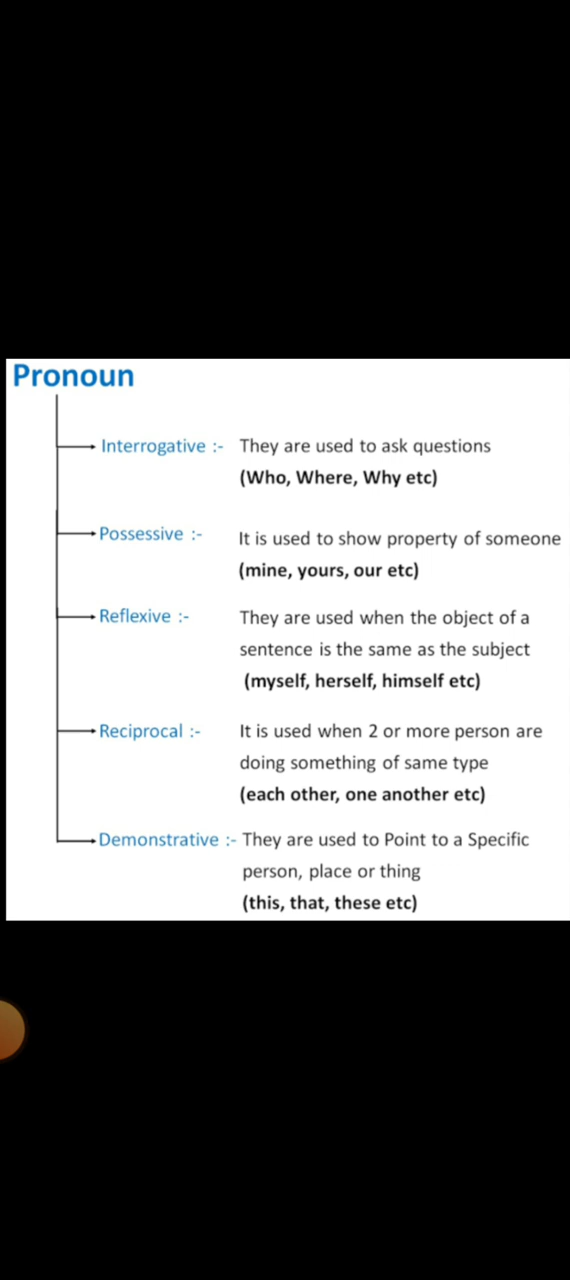 Pronoun
Interrogative :- They are used to ask questions
(Who, Where, Why etc)
Possessive :- It is used to show property of someone
(mine, yours, our etc)
Reflexive :- They are used when the object of a
sentence is the same as the subject
(myself, herself, himself etc)
Reciprocal :- It is used when 2 or more person are
doing something of same type
(each other, one another etc)
Demonstrative :- They are used to Point to a Specific
person, place or thing
(this, that, these etc)